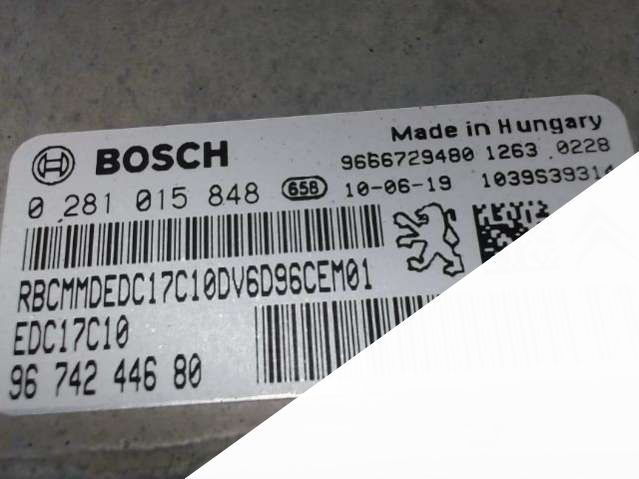 BOSCH
Made in Hungary
9666729480 1263 .0228
0 281 015 848 658 10-06-19 1039S39314
RBCMMDEDC17C10DV6D96CEM01
EDC17C10
96 742 446 80